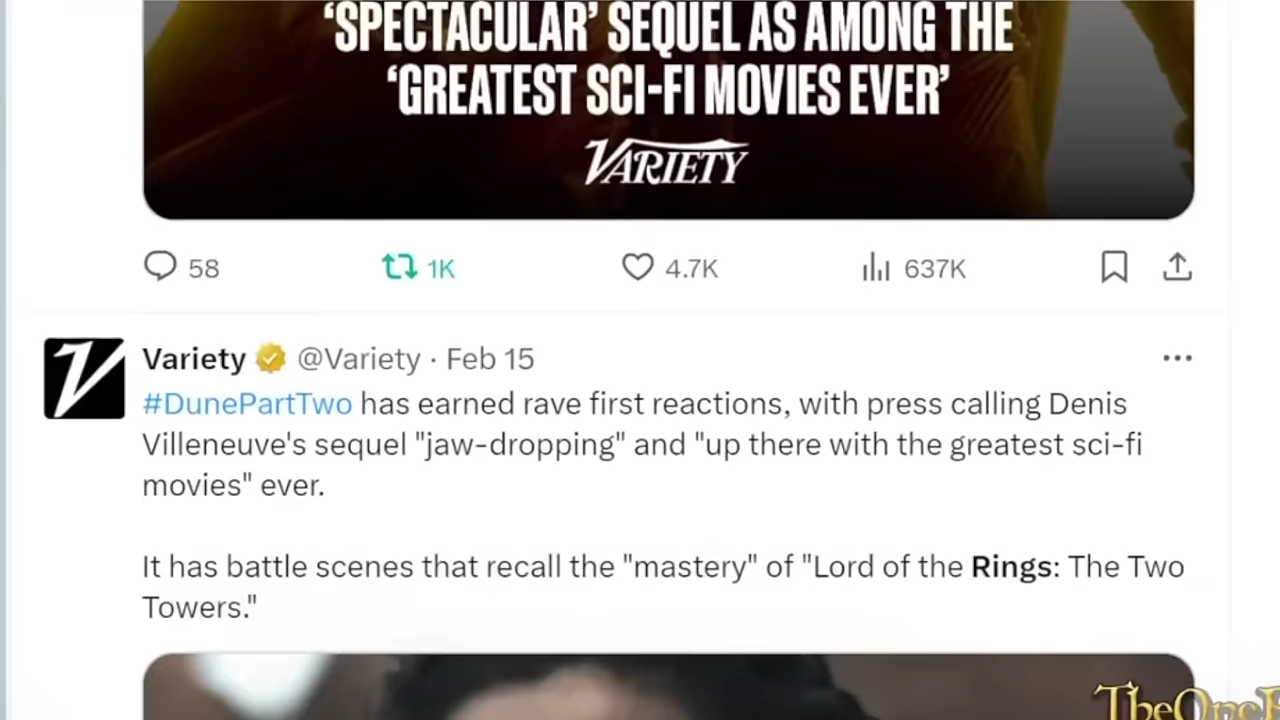 ‘SPECTACULAR’ SEQUEL AS AMONG THE
‘GREATEST SCI-FI MOVIES EVER’
VARIETY
58 1K 4.7K 637K
V
Variety @Variety · Feb 15
#DunePartTwo has earned rave first reactions, with press calling Denis
Villeneuve's sequel "jaw-dropping" and "up there with the greatest sci-fi
movies" ever.
It has battle scenes that recall the "mastery" of "Lord of the Rings: The Two
Towers."
TheOne